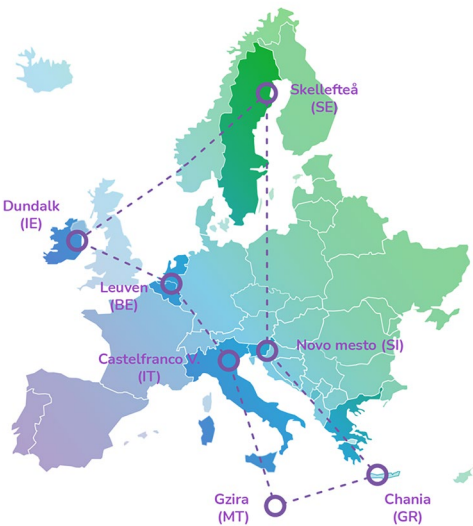 Skellefteå
(SE)
Dundalk
(IE)
Leuven
(BE)
Novo mesto (SI)
Castelfranco V.
(IT)
Gzira
(MT)
Chania
(GR)